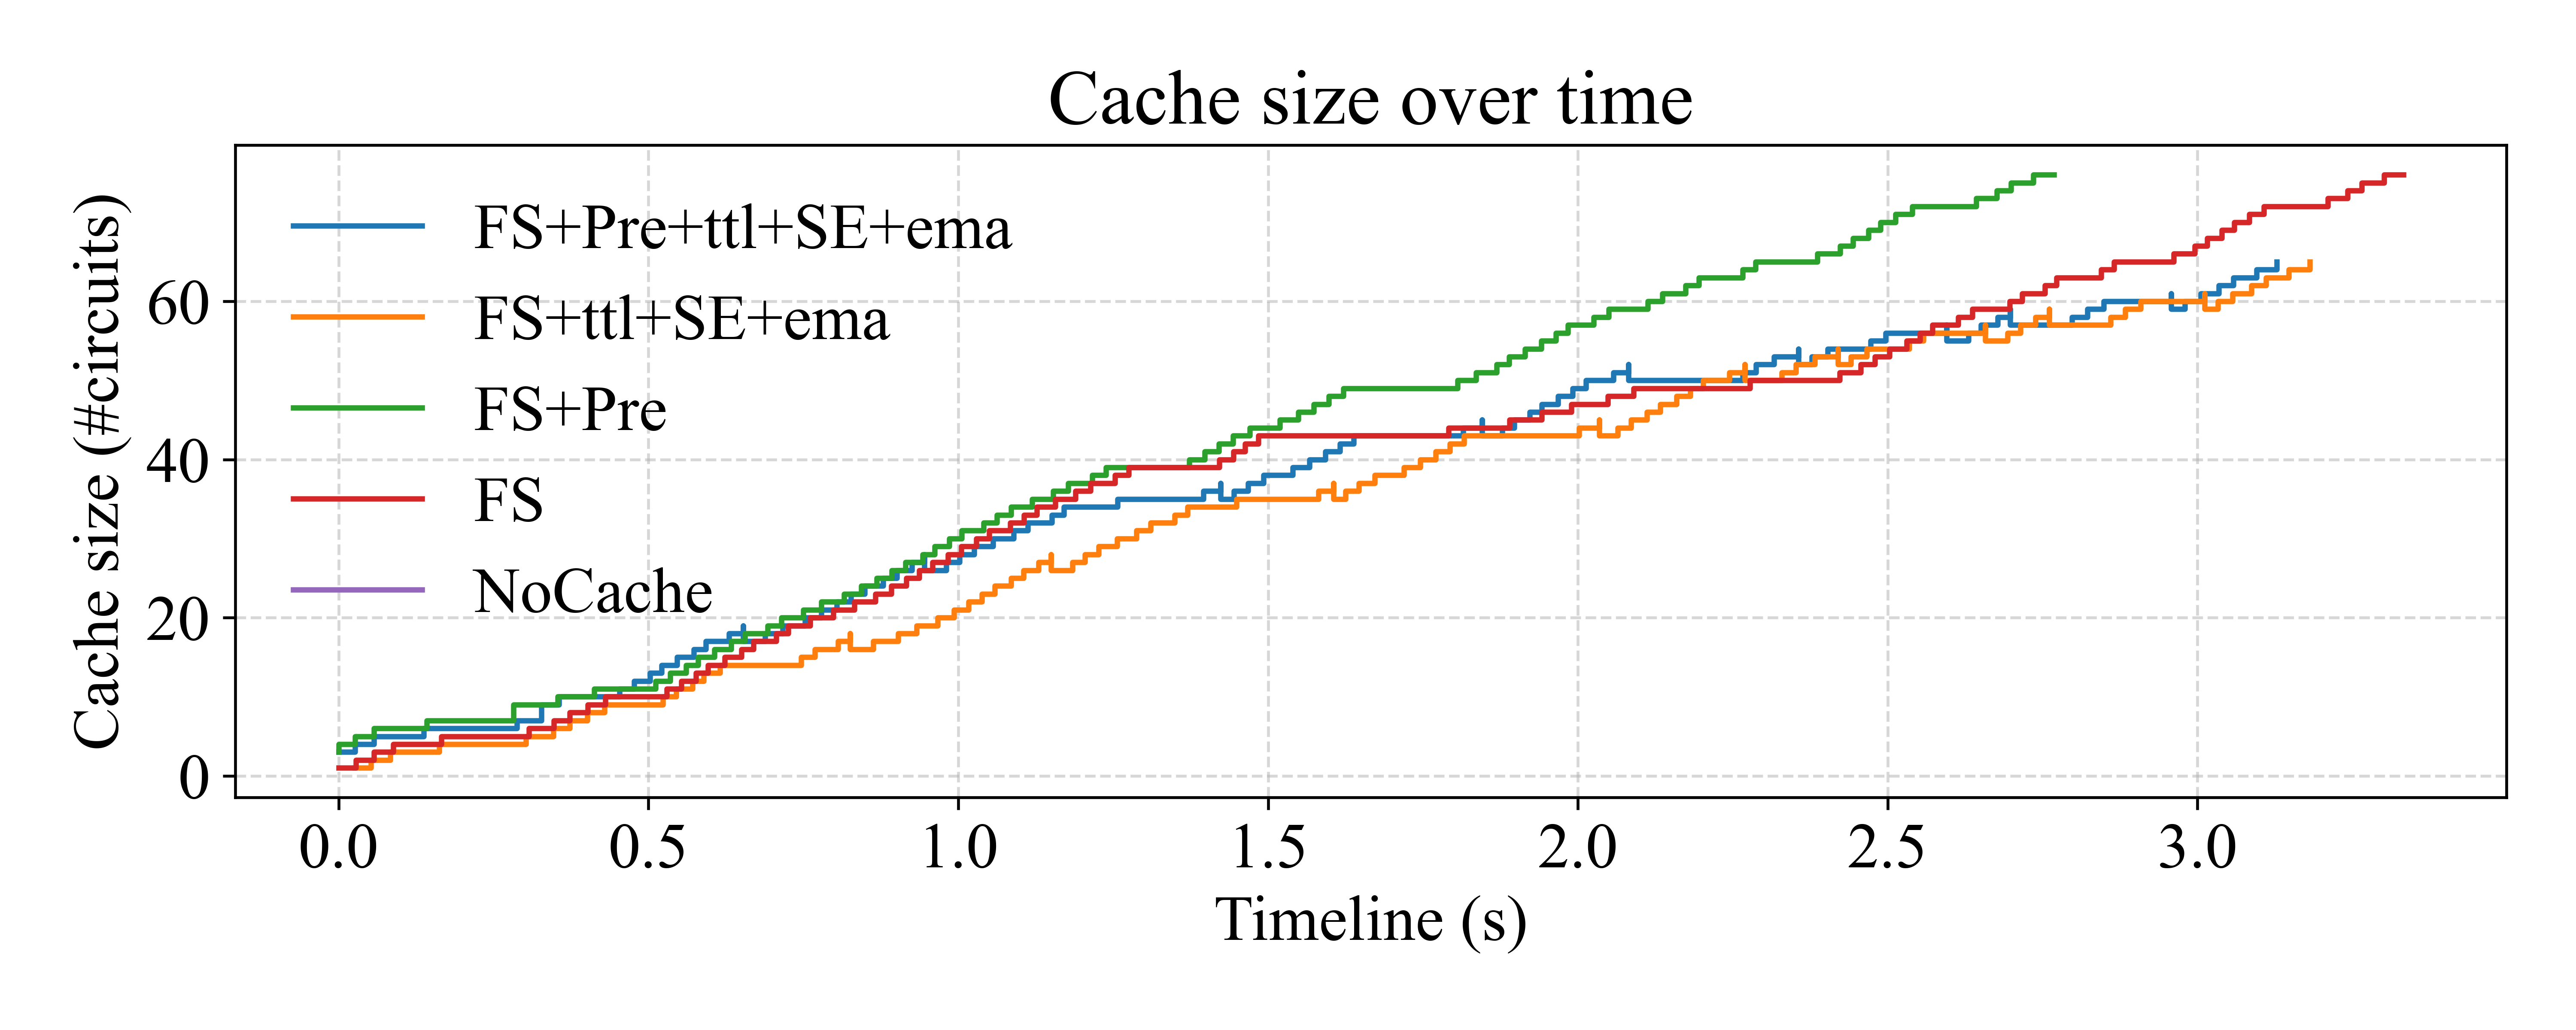 Cache size over time
Cache size (#circuits)
60
40
20
0
FS+Pre+ttl+SE+ema
FS+ttl+SE+ema
FS+Pre
FS
NoCache
0.0 0.5 1.0 1.5 2.0 2.5 3.0
Timeline (s)